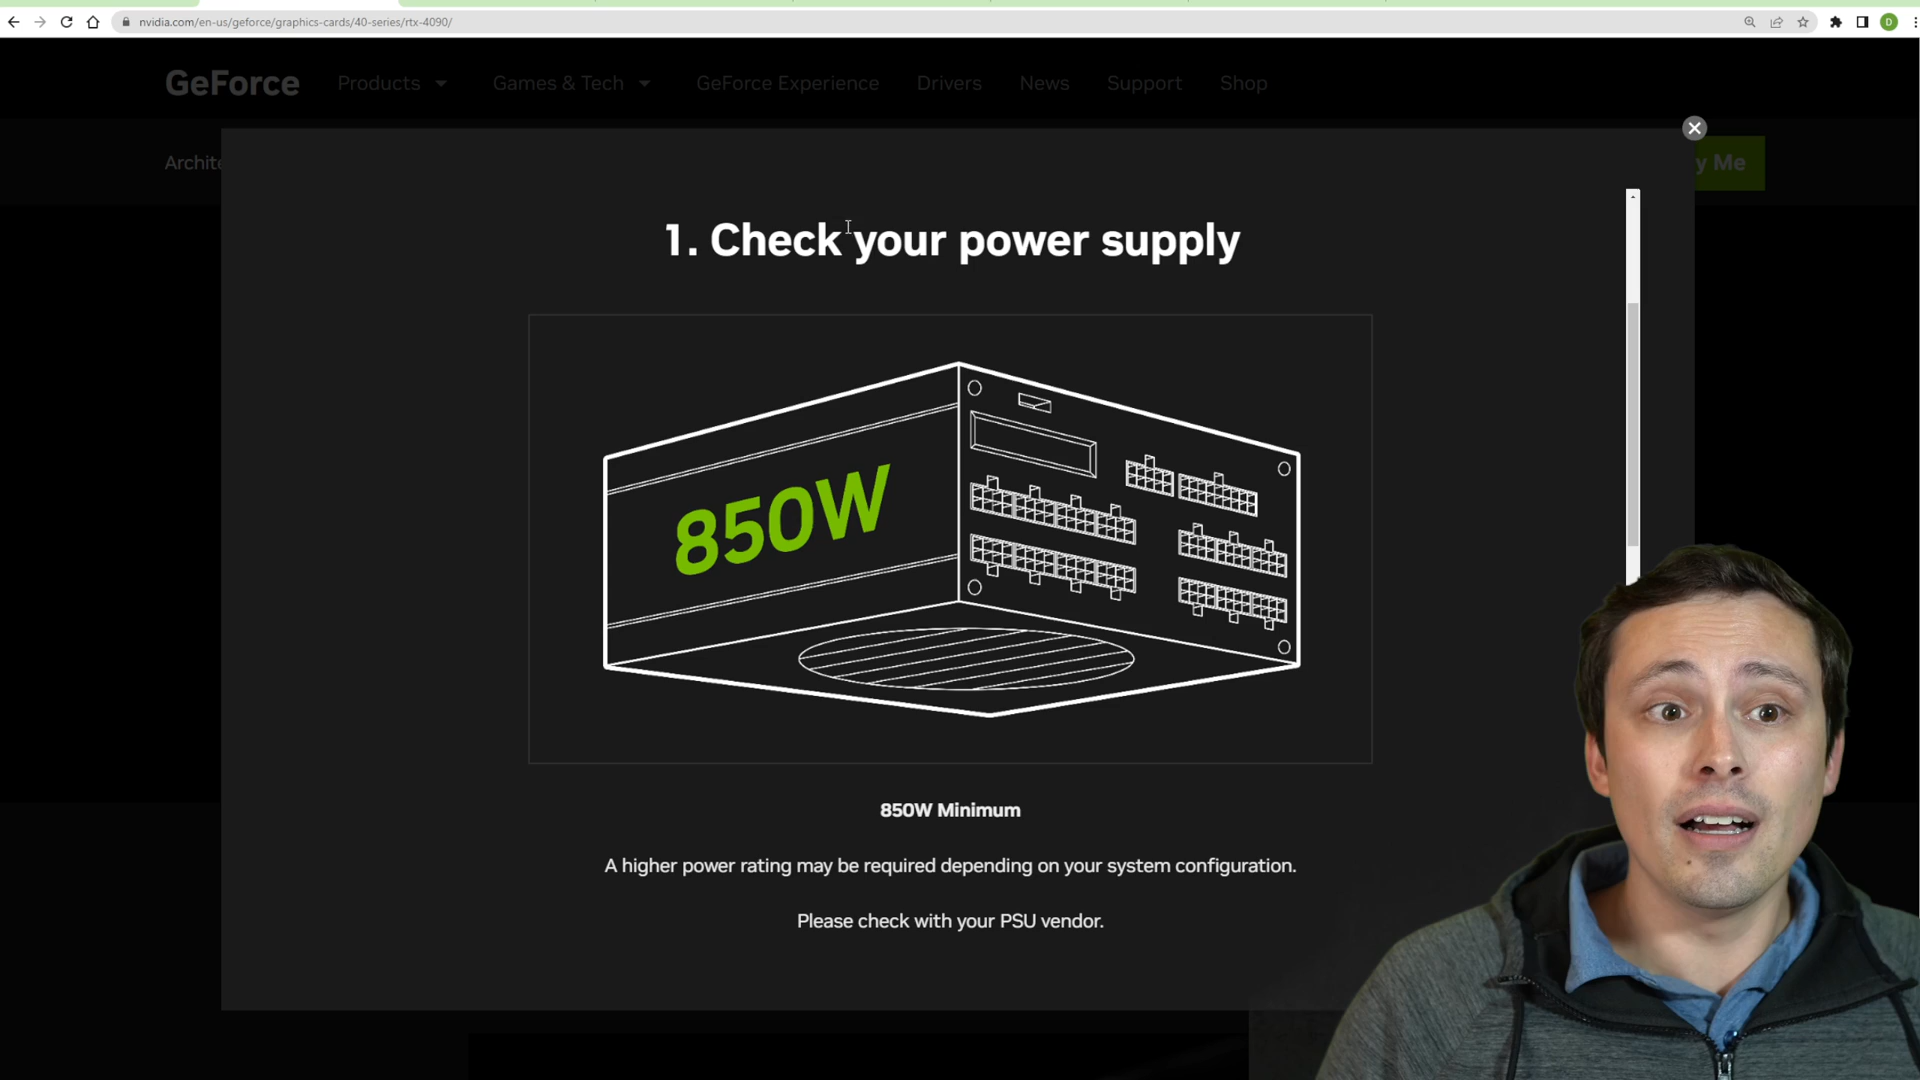 nvidia.com/en-us/geforce/graphics-cards/40-series/rtx-4090/
D
GeForce Products Games & Tech GeForce Experience Drivers News Support Shop
Archite
y Me
1. Check your power supply
850W
850W Minimum
A higher power rating may be required depending on your system configuration.
Please check with your PSU vendor.